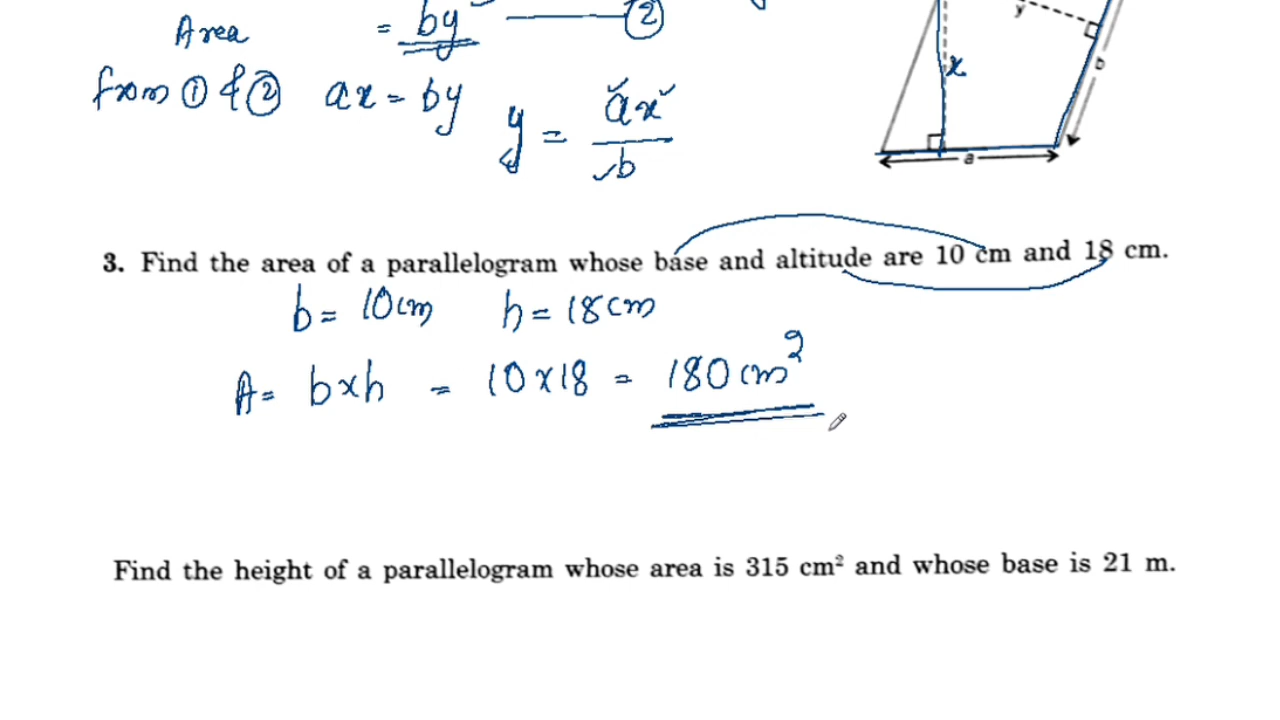 Area = by ②
y
from ① & ② ax = by y = ax / b
x
b
a
3. Find the area of a parallelogram whose base and altitude are 10 cm and 18 cm.
b = 10cm h = 18cm
A = b×h = 10×18 = 180cm²
Find the height of a parallelogram whose area is 315 cm² and whose base is 21 m.